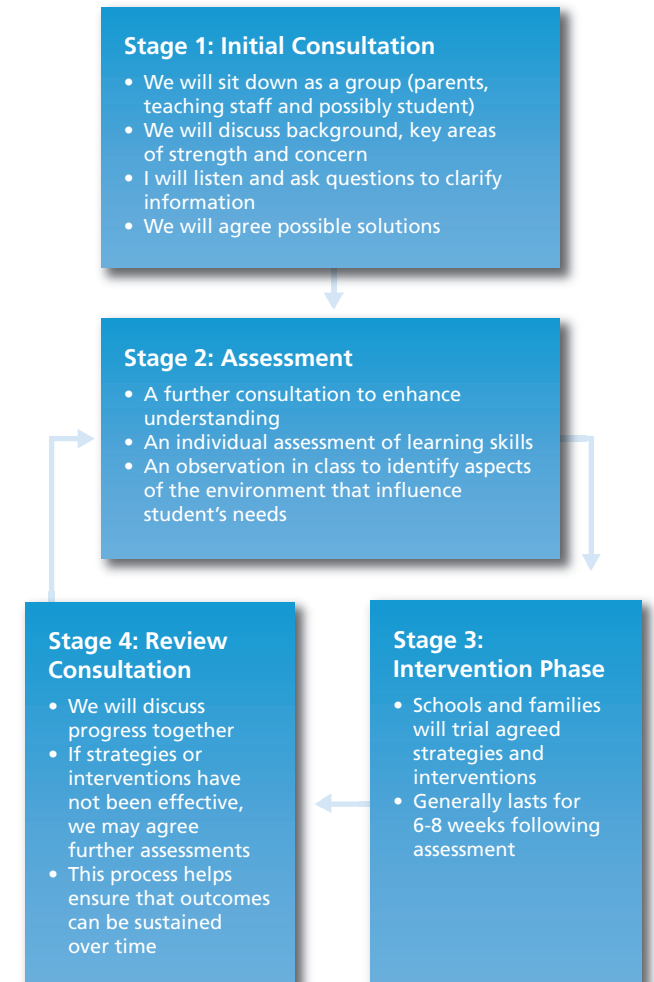 Stage 1: Initial Consultation
• We will sit down as a group (parents,
teaching staff and possibly student)
• We will discuss background, key areas
of strength and concern
• I will listen and ask questions to clarify
information
• We will agree possible solutions
Stage 2: Assessment
• A further consultation to enhance
understanding
• An individual assessment of learning skills
• An observation in class to identify aspects
of the environment that influence
student's needs
Stage 3:
Intervention Phase
• Schools and families
will trial agreed
strategies and
interventions
• Generally lasts for
6-8 weeks following
assessment
Stage 4: Review
Consultation
• We will discuss
progress together
• If strategies or
interventions have
not been effective,
we may agree
further assessments
• This process helps
ensure that outcomes
can be sustained
over time